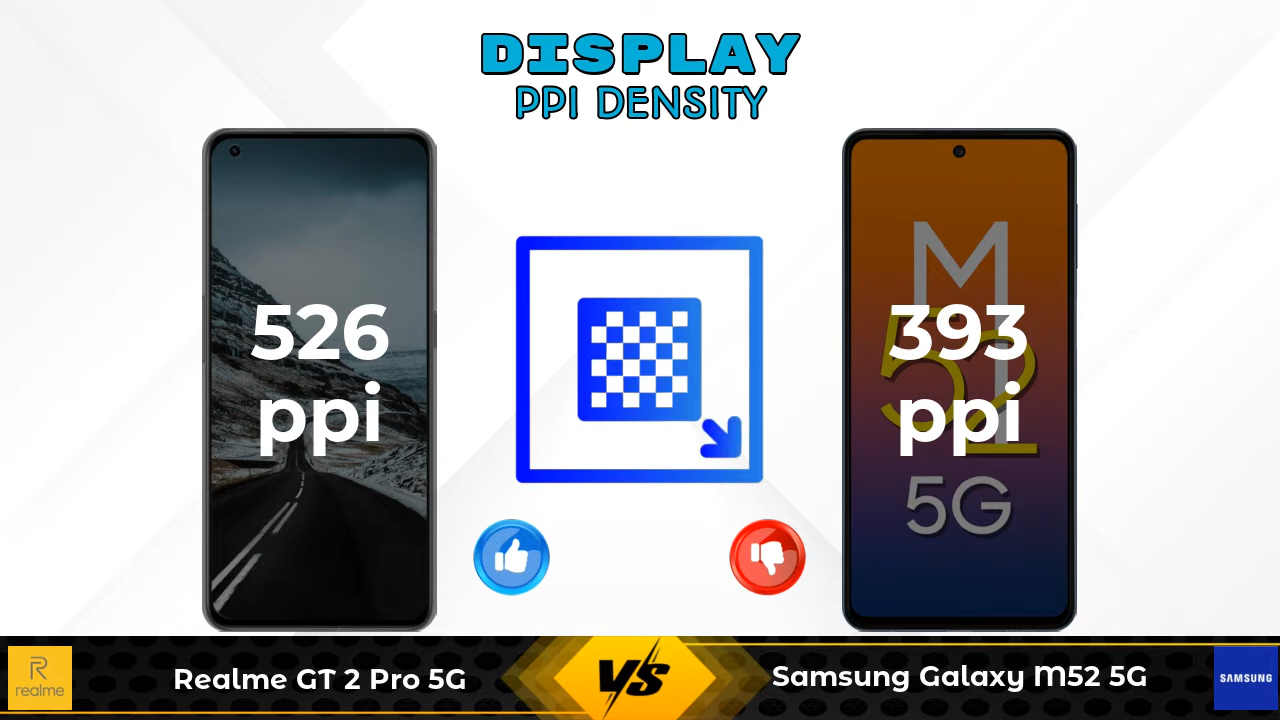 DISPLAY
PPI DENSITY
526
ppi
M
52
5G
393
ppi
realme
Realme GT 2 Pro 5G
VS
Samsung Galaxy M52 5G
SAMSUNG